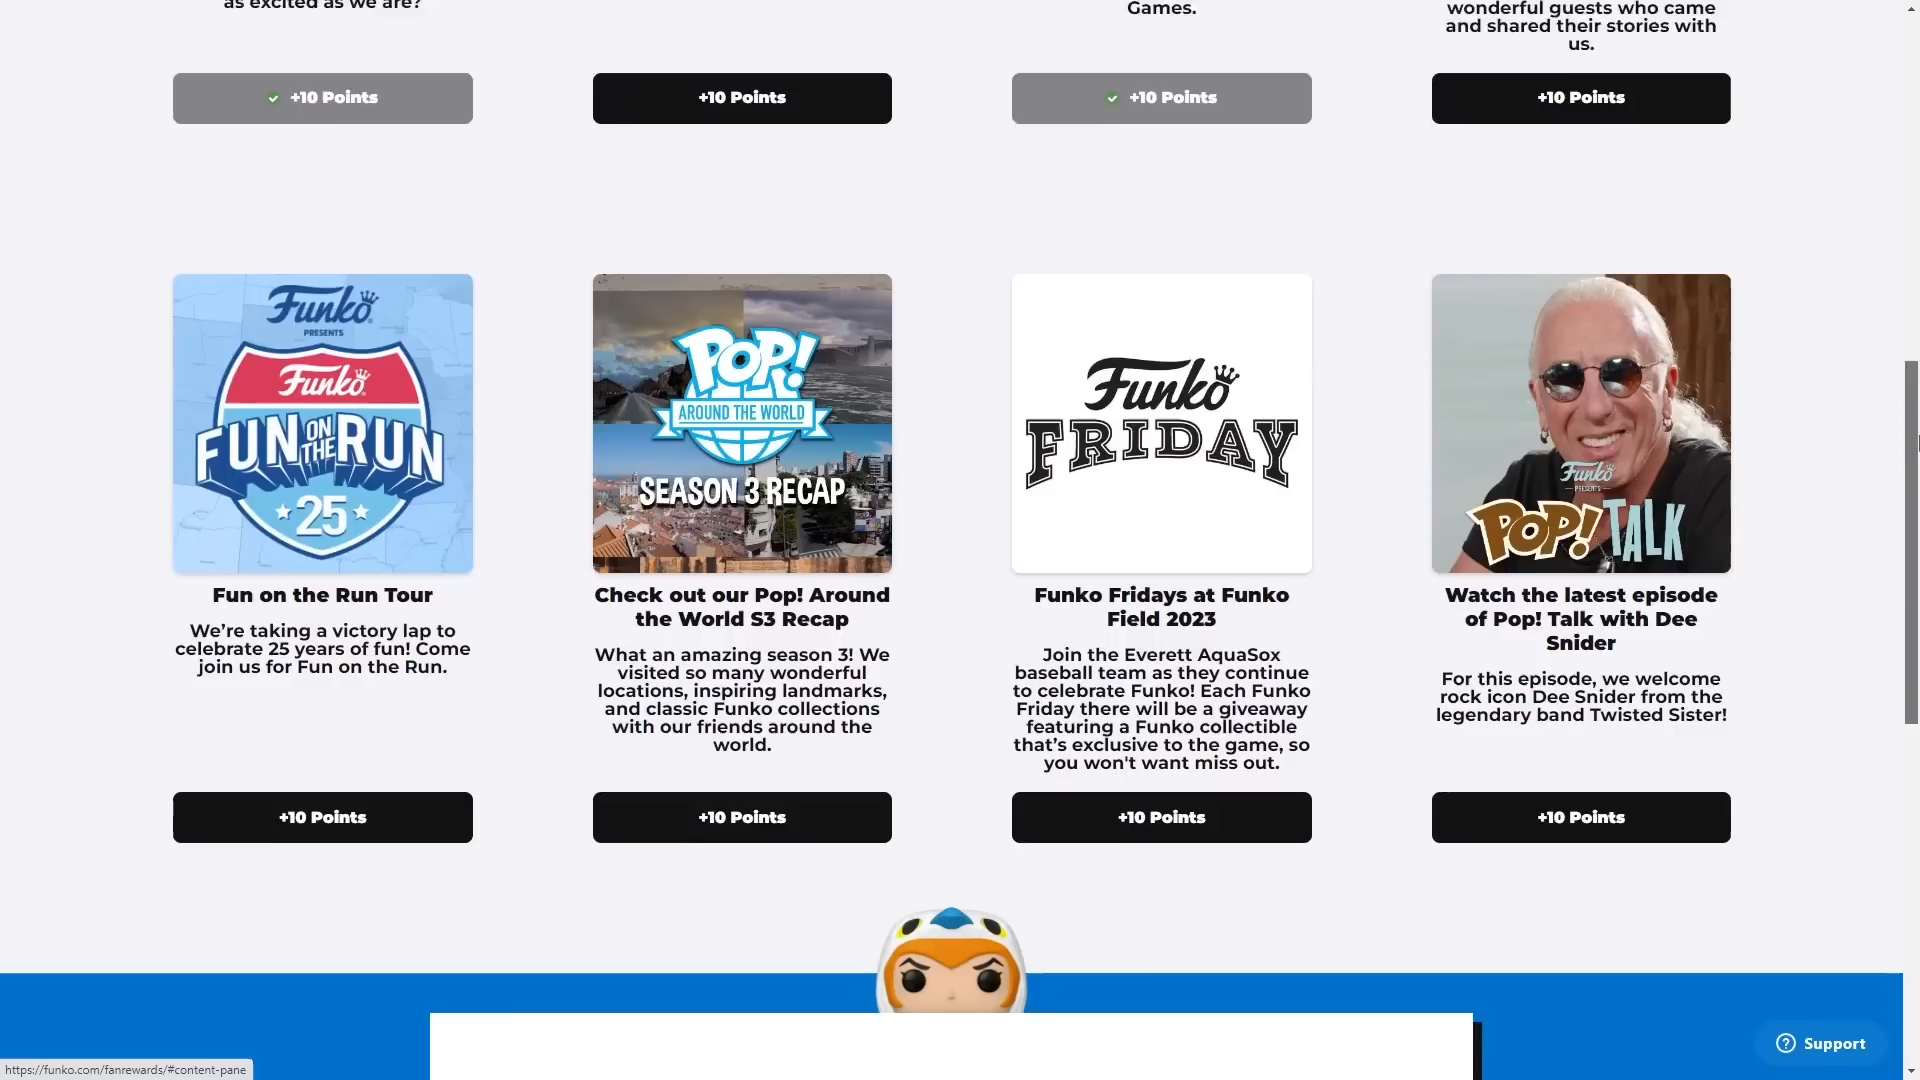 as excited as we are?
Games.
wonderful guests who came
and shared their stories with
us.
+10 Points
+10 Points
+10 Points
+10 Points
Funko
PRESENTS
Funko
FUN ON THE RUN
25
POP!
AROUND THE WORLD
SEASON 3 RECAP
Funko
FRIDAY
Funko
PRESENTS
POP! TALK
Fun on the Run Tour
We’re taking a victory lap to
celebrate 25 years of fun! Come
join us for Fun on the Run.
Check out our Pop! Around
the World S3 Recap
What an amazing season 3! We
visited so many wonderful
locations, inspiring landmarks,
and classic Funko collections
with our friends around the
world.
Funko Fridays at Funko
Field 2023
Join the Everett AquaSox
baseball team as they continue
to celebrate Funko! Each Funko
Friday there will be a giveaway
featuring a Funko collectible
that’s exclusive to the game, so
you won't want miss out.
Watch the latest episode
of Pop! Talk with Dee
Snider
For this episode, we welcome
rock icon Dee Snider from the
legendary band Twisted Sister!
+10 Points
+10 Points
+10 Points
+10 Points
Support
https://funko.com/fanrewards/#content-pane